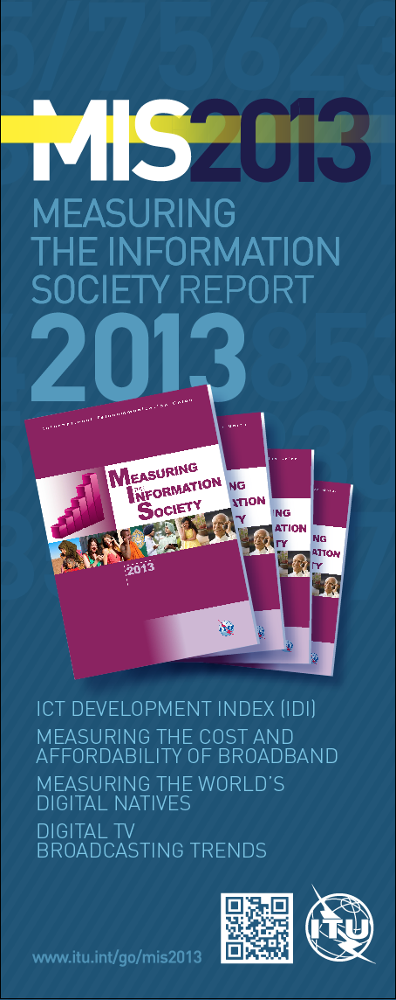 MIS2013
MEASURING
THE INFORMATION
SOCIETY REPORT
2013
International Telecommunication Union
MEASURING
THE
INFORMATION
SOCIETY
2013
ICT DEVELOPMENT INDEX (IDI)
MEASURING THE COST AND
AFFORDABILITY OF BROADBAND
MEASURING THE WORLD'S
DIGITAL NATIVES
DIGITAL TV
BROADCASTING TRENDS
www.itu.int/go/mis2013
ITU